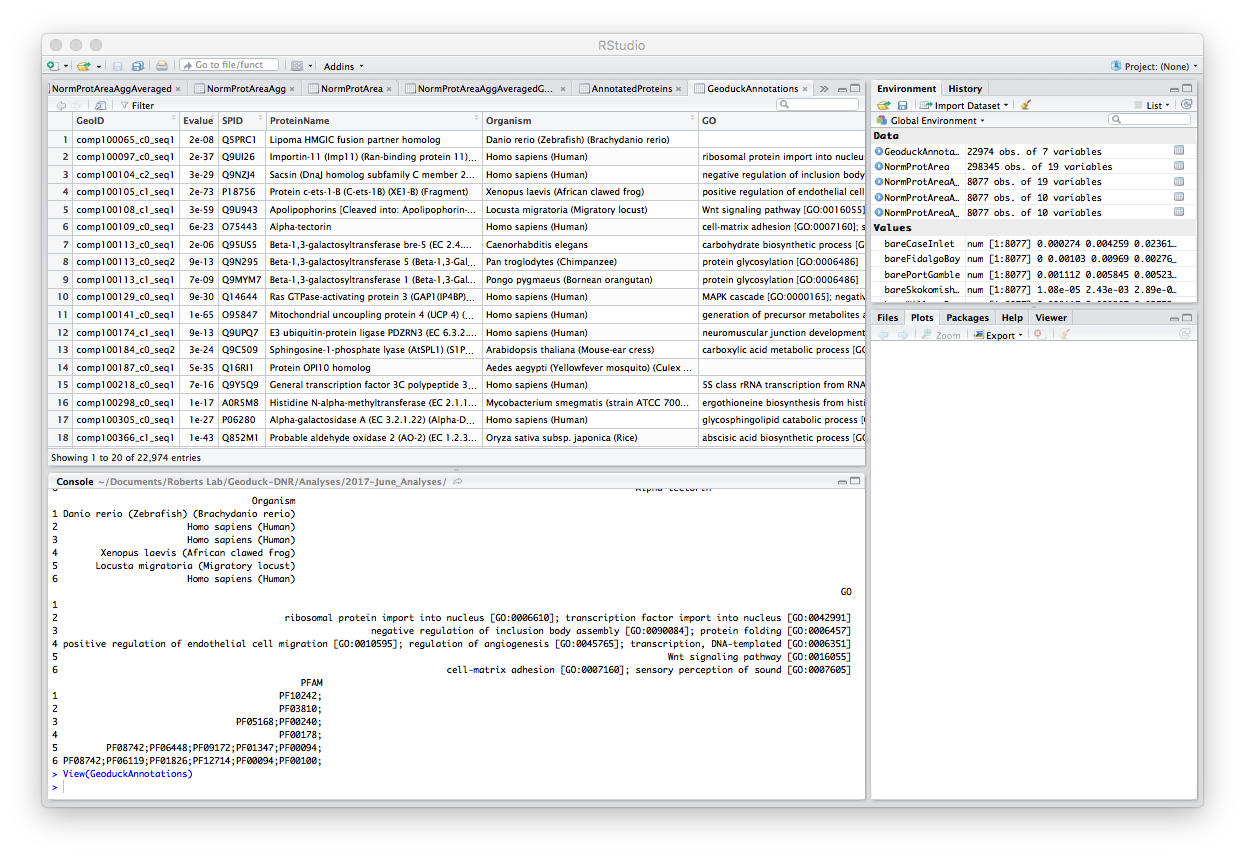 RStudio
Go to file/funct Addins Project: (None)
NormProtAreaAggAveraged NormProtAreaAgg NormProtArea NormProtAreaAggAveragedG... AnnotatedProteins GeoduckAnnotations
Filter
GeoID Evalue SPID ProteinName Organism GO
1 comp100065_c0_seq1 2e-08 Q5PRC1 Lipoma HMGIC fusion partner homolog Danio rerio (Zebrafish) (Brachydanio rerio)
2 comp100097_c0_seq1 2e-37 Q9UI26 Importin-11 (Imp11) (Ran-binding protein 11)... Homo sapiens (Human) ribosomal protein import into nucleus
3 comp100104_c2_seq1 3e-29 Q9NZJ4 Sacsin (DnaJ homolog subfamily C member 2... Homo sapiens (Human) negative regulation of inclusion body
4 comp100105_c1_seq1 2e-73 P18756 Protein c-ets-1-B (C-ets-1B) (XE1-B) (Fragment) Xenopus laevis (African clawed frog) positive regulation of endothelial cell
5 comp100108_c1_seq1 3e-59 Q9U943 Apolipophorins [Cleaved into: Apolipophorin-... Locusta migratoria (Migratory locust) Wnt signaling pathway [GO:0016055]
6 comp100109_c0_seq1 6e-23 O75443 Alpha-tectorin Homo sapiens (Human) cell-matrix adhesion [GO:0007160]; s
7 comp100113_c0_seq1 2e-06 Q95US5 Beta-1,3-galactosyltransferase bre-5 (EC 2.4.... Caenorhabditis elegans carbohydrate biosynthetic process [G
8 comp100113_c0_seq2 9e-13 Q9N295 Beta-1,3-galactosyltransferase 5 (Beta-1,3-Gal... Pan troglodytes (Chimpanzee) protein glycosylation [GO:0006486]
9 comp100113_c1_seq1 7e-09 Q9MYM7 Beta-1,3-galactosyltransferase 1 (Beta-1,3-Gal... Pongo pygmaeus (Bornean orangutan) protein glycosylation [GO:0006486]
10 comp100129_c0_seq1 9e-30 Q14644 Ras GTPase-activating protein 3 (GAP1(IP4BP)... Homo sapiens (Human) MAPK cascade [GO:0000165]; negativ
11 comp100141_c0_seq1 1e-65 O95847 Mitochondrial uncoupling protein 4 (UCP 4) (... Homo sapiens (Human) generation of precursor metabolites a
12 comp100174_c1_seq1 9e-13 Q9UPQ7 E3 ubiquitin-protein ligase PDZRN3 (EC 6.3.2.... Homo sapiens (Human) neuromuscular junction development
13 comp100184_c0_seq2 3e-24 Q9C509 Sphingosine-1-phosphate lyase (AtSPL1) (S1P... Arabidopsis thaliana (Mouse-ear cress) carboxylic acid metabolic process [GO
14 comp100187_c0_seq1 5e-35 Q16RI1 Protein OPI10 homolog Aedes aegypti (Yellowfever mosquito) (Culex ...
15 comp100218_c0_seq1 7e-16 Q9Y5Q9 General transcription factor 3C polypeptide 3... Homo sapiens (Human) 5S class rRNA transcription from RNA
16 comp100298_c0_seq1 1e-17 A0R5M8 Histidine N-alpha-methyltransferase (EC 2.1.1... Mycobacterium smegmatis (strain ATCC 700... ergothioneine biosynthesis from histi
17 comp100305_c0_seq1 1e-27 P06280 Alpha-galactosidase A (EC 3.2.1.22) (Alpha-D... Homo sapiens (Human) glycosphingolipid catabolic process [G
18 comp100366_c1_seq1 1e-43 Q852M1 Probable aldehyde oxidase 2 (AO-2) (EC 1.2.3... Oryza sativa subsp. japonica (Rice) abscisic acid biosynthetic process [G
Showing 1 to 20 of 22,974 entries
Console ~/Documents/Roberts Lab/Geoduck-DNR/Analyses/2017-June_Analyses/
Organism
1 Danio rerio (Zebrafish) (Brachydanio rerio)
2 Homo sapiens (Human)
3 Homo sapiens (Human)
4 Xenopus laevis (African clawed frog)
5 Locusta migratoria (Migratory locust)
6 Homo sapiens (Human)
GO
1
2 ribosomal protein import into nucleus [GO:0006610]; transcription factor import into nucleus [GO:0042991]
3 negative regulation of inclusion body assembly [GO:0090084]; protein folding [GO:0006457]
4 positive regulation of endothelial cell migration [GO:0010595]; regulation of angiogenesis [GO:0045765]; transcription, DNA-templated [GO:0006351]
5 Wnt signaling pathway [GO:0016055]
6 cell-matrix adhesion [GO:0007160]; sensory perception of sound [GO:0007605]
PFAM
1 PF10242;
2 PF03810;
3 PF05168;PF00240;
4 PF00178;
5 PF08742;PF06448;PF09172;PF01347;PF00094;
6 PF08742;PF06119;PF01826;PF12714;PF00094;PF00100;
> View(GeoduckAnnotations)
>
Environment History
Import Dataset List
Global Environment
Data
GeoduckAnnota… 22974 obs. of 7 variables
NormProtArea 298345 obs. of 19 variables
NormProtAreaA… 8077 obs. of 19 variables
NormProtAreaA… 8077 obs. of 10 variables
NormProtAreaA… 8077 obs. of 10 variables
Values
bareCaseInlet num [1:8077] 0.000274 0.004259 0.02361…
bareFidalgoBay num [1:8077] 0 0.00103 0.00969 0.00276…
barePortGamble num [1:8077] 0.001112 0.005845 0.00523…
bareSkokomish… num [1:8077] 1.08e-05 2.43e-03 2.89e-0…
Files Plots Packages Help Viewer
Zoom Export